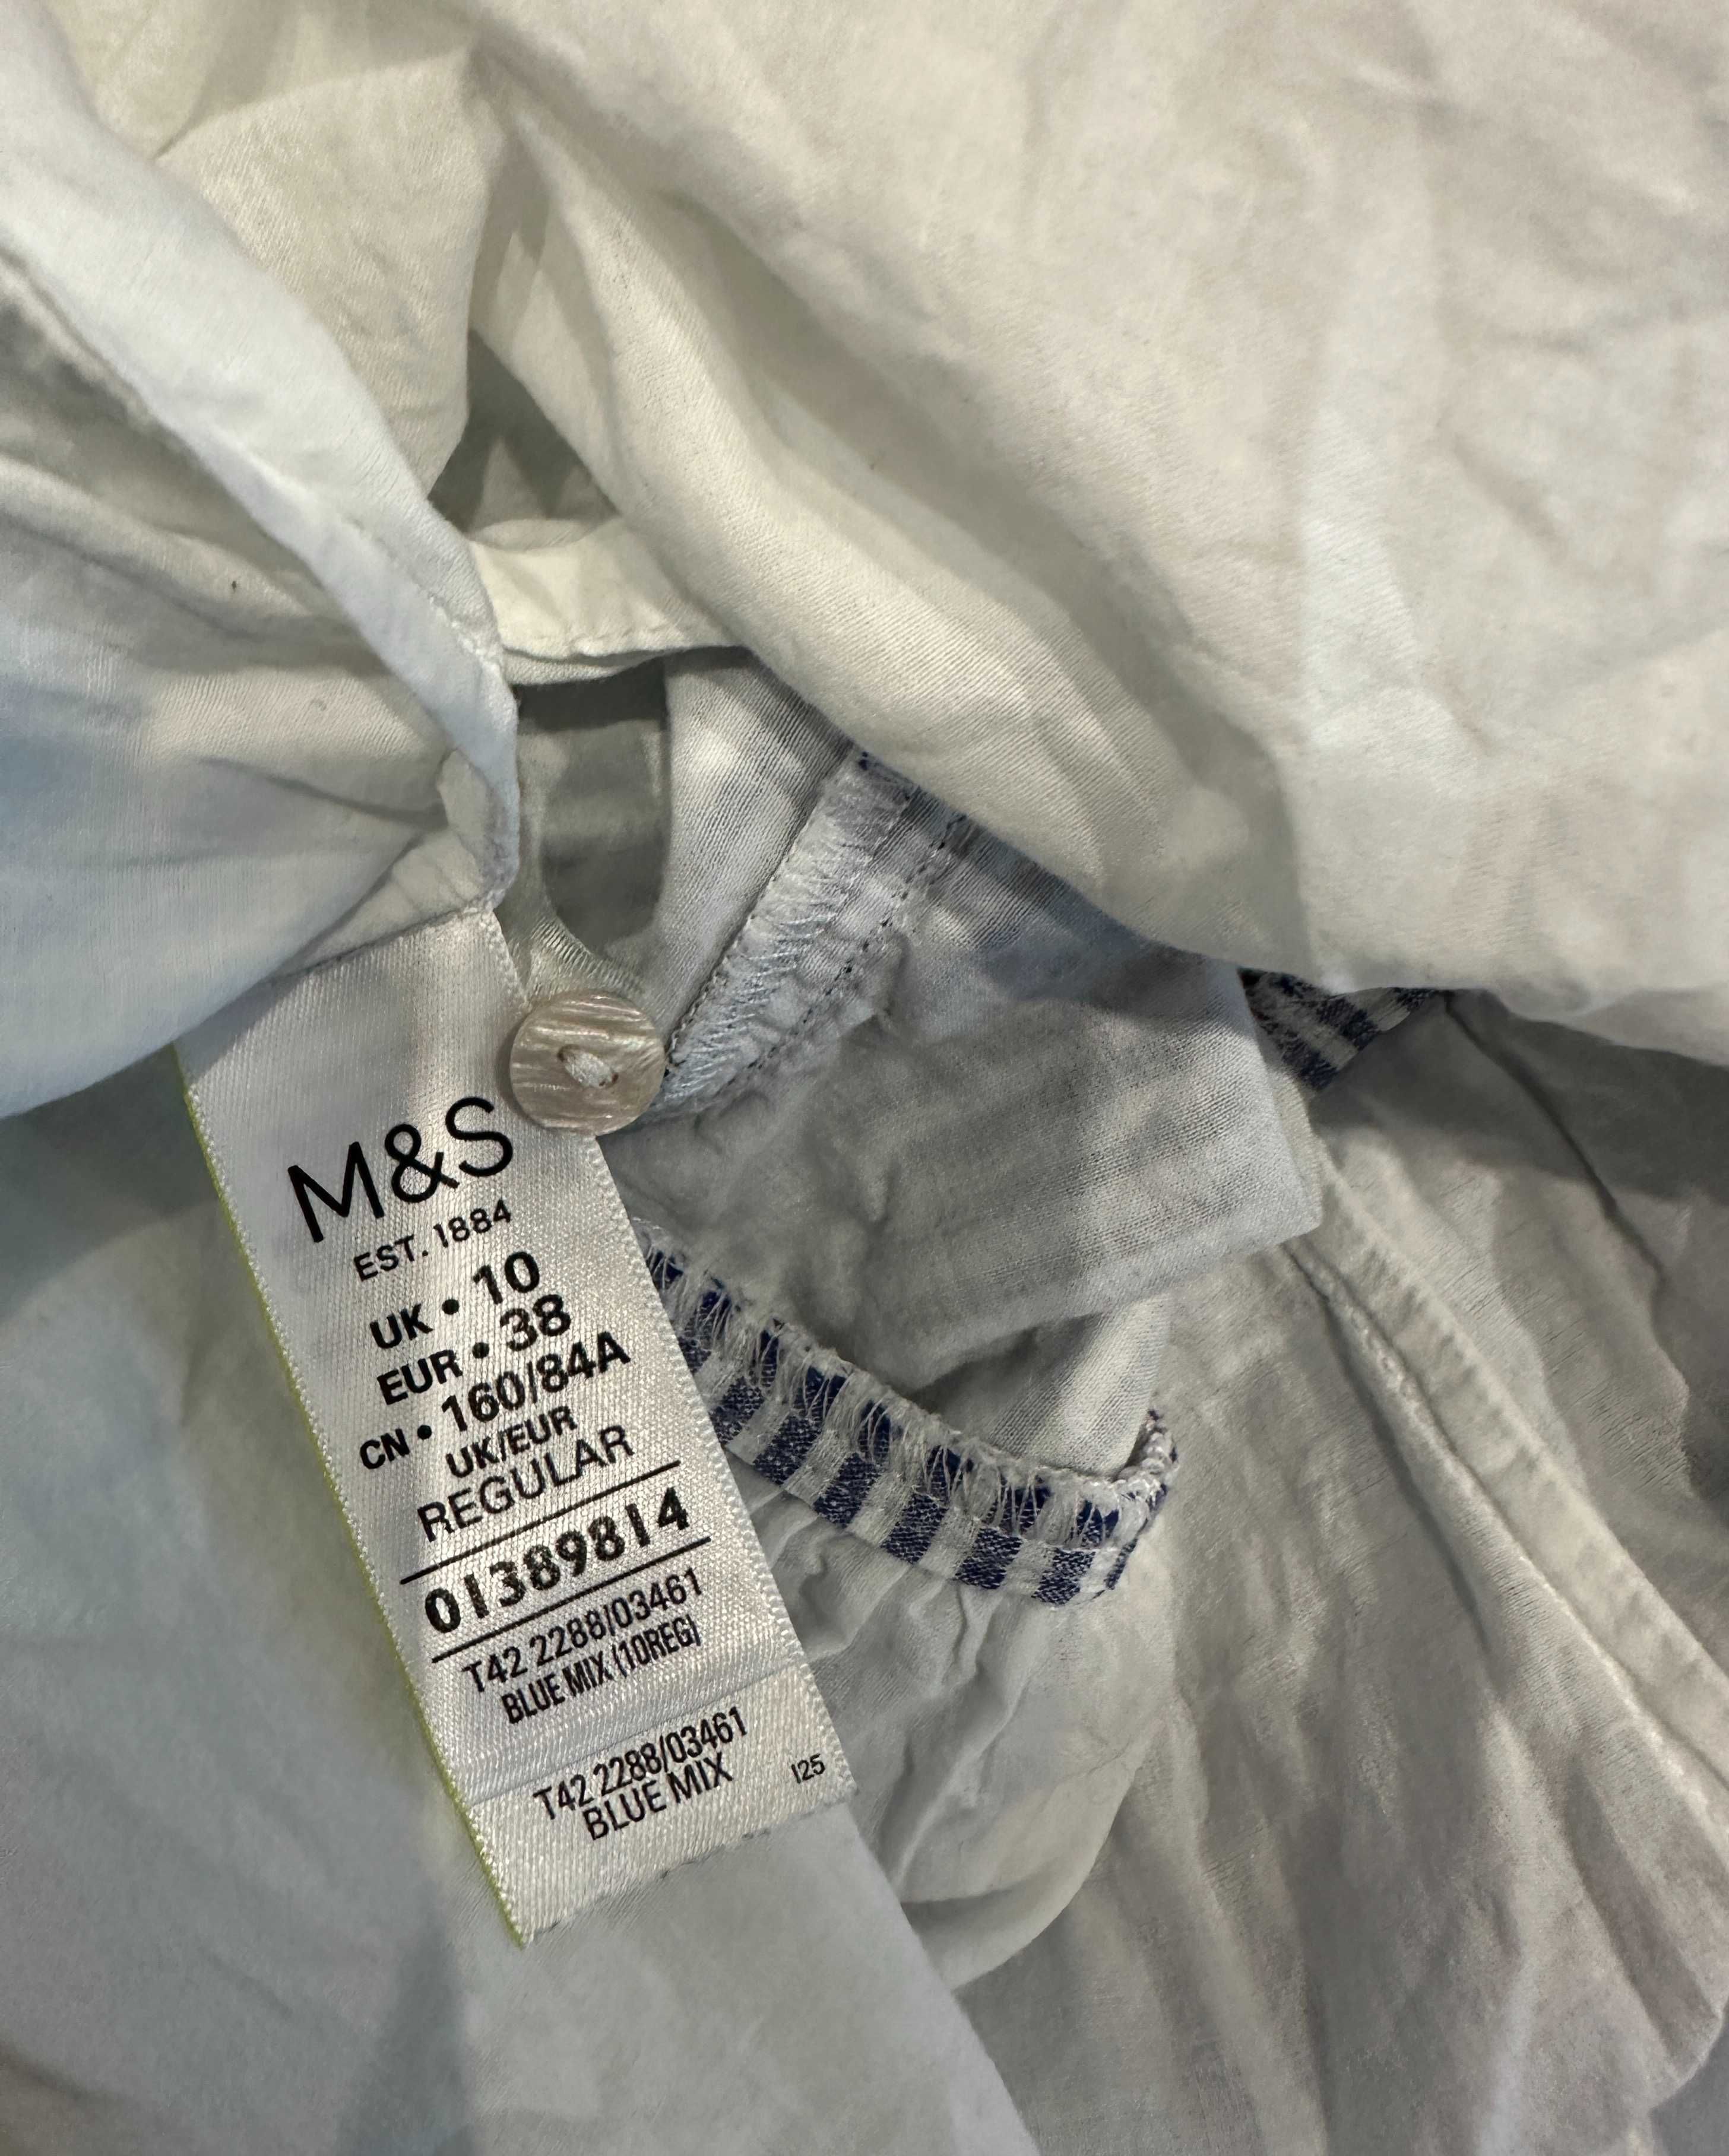 M&S
EST. 1884
UK • 10
EUR • 38
CN • 160/84A
UK/EUR
REGULAR
01389814
T42 2288/03461
BLUE MIX (10REG)
T42 2288/03461
BLUE MIX
I25